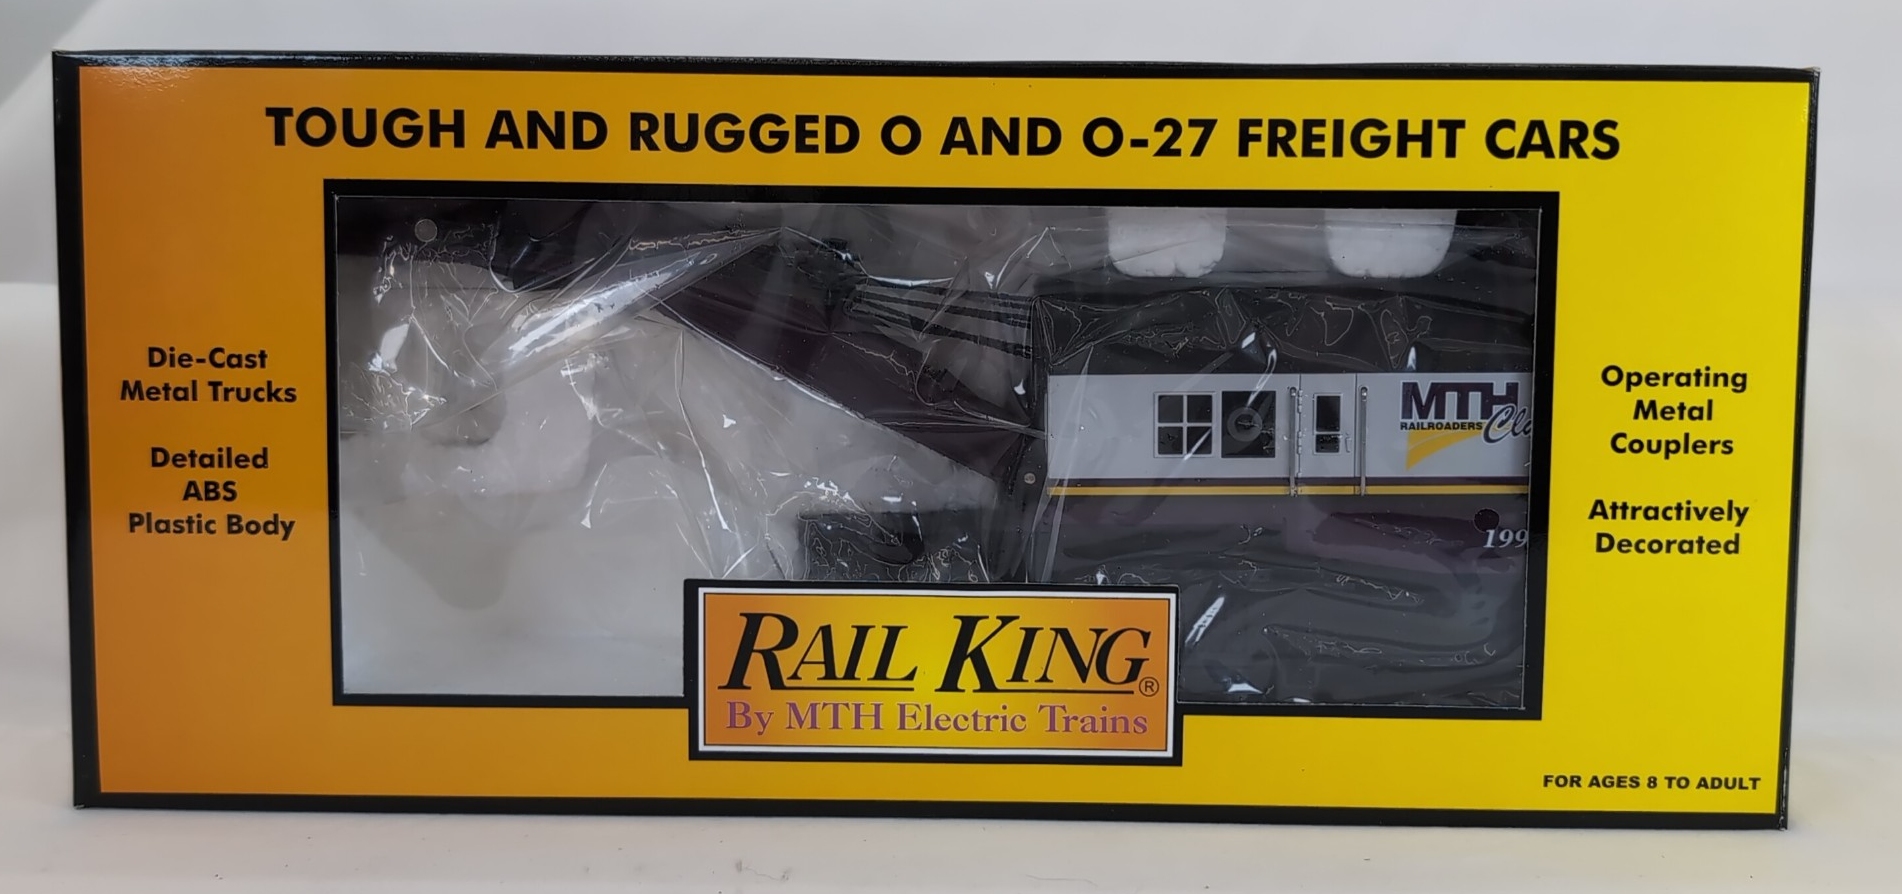 TOUGH AND RUGGED O AND O-27 FREIGHT CARS
Die-Cast
Metal Trucks
Detailed
ABS
Plastic Body
MTH
RAILROADERS
Operating
Metal
Couplers
Attractively
Decorated
RAIL KING®
By MTH Electric Trains
FOR AGES 8 TO ADULT